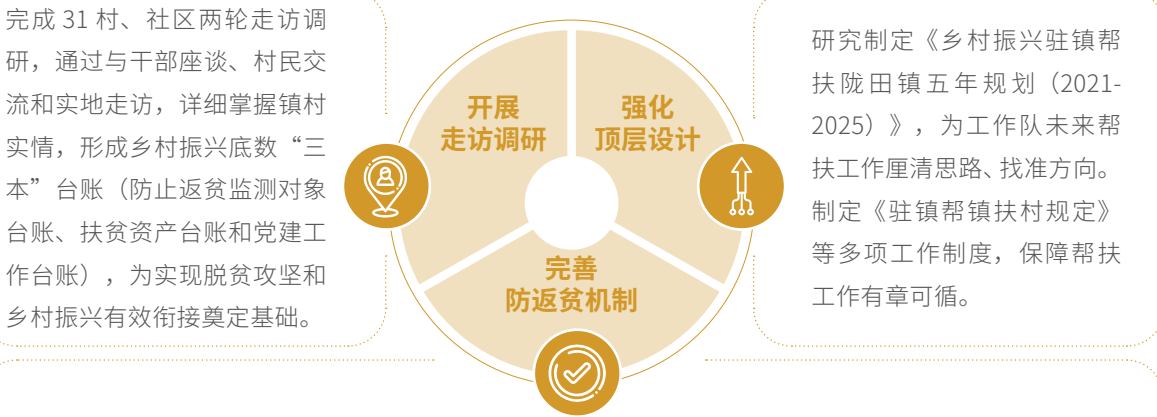 完成 31 村、社区两轮走访调
研，通过与干部座谈、村民交
流和实地走访，详细掌握镇村
实情，形成乡村振兴底数“三
本”台账（防止返贫监测对象
台账、扶贫资产台账和党建工
作台账），为实现脱贫攻坚和
乡村振兴有效衔接奠定基础。
开展
走访调研
强化
顶层设计
完善
防返贫机制
研究制定《乡村振兴驻镇帮
扶陇田镇五年规划（2021-
2025）》，为工作队未来帮
扶工作厘清思路、找准方向。
制定《驻镇帮镇扶村规定》
等多项工作制度，保障帮扶
工作有章可循。